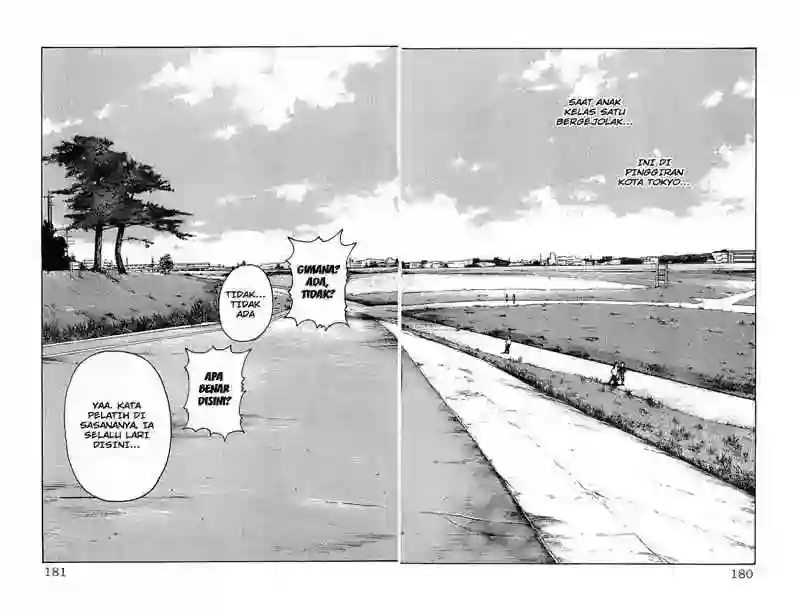 SAAT ANAK
KELAS SATU
BERGEJOLAK...
INI DI
PINGGIRAN
KOTA TOKYO...
GIMANA?
ADA,
TIDAK?
TIDAK...
TIDAK
ADA
APA
BENAR
DISINI?
YAA. KATA
PELATIH DI
SASANANYA, IA
SELALU LARI
DISINI...
181
180